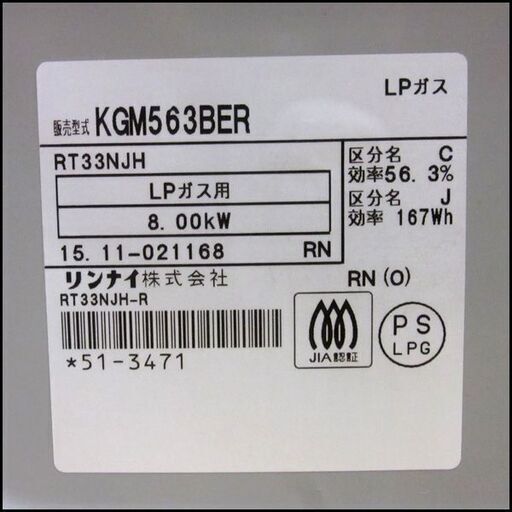 LPガス
販売型式 KGM563BER
RT33NJH
LPガス用
8.00kW
区分名 C
効率56.3%
区分名 J
効率 167Wh
15.11-021168 RN
リンナイ株式会社
RN(O)
RT33NJH-R
*51-3471
JIA認証
PS
LPG